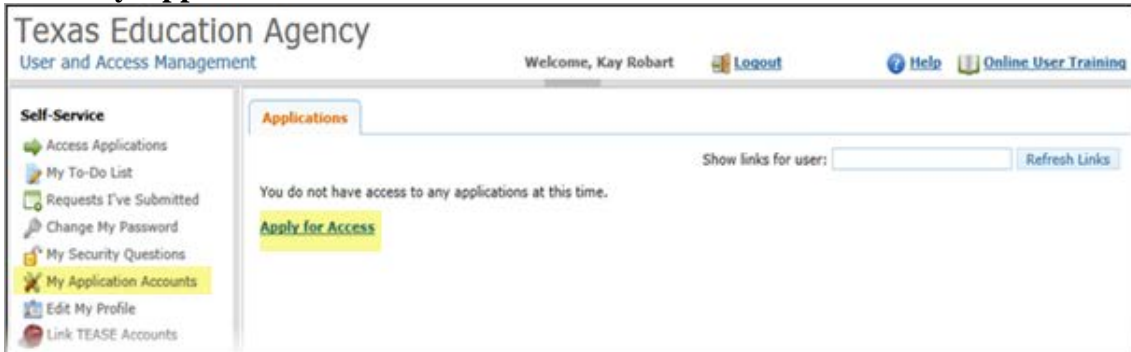 Texas Education Agency
User and Access Management
Welcome, Kay Robart
Logout
Help
Online User Training
Self-Service
Access Applications
My To-Do List
Requests I've Submitted
Change My Password
My Security Questions
My Application Accounts
Edit My Profile
Link TEASE Accounts
Applications
Show links for user:
Refresh Links
You do not have access to any applications at this time.
Apply for Access